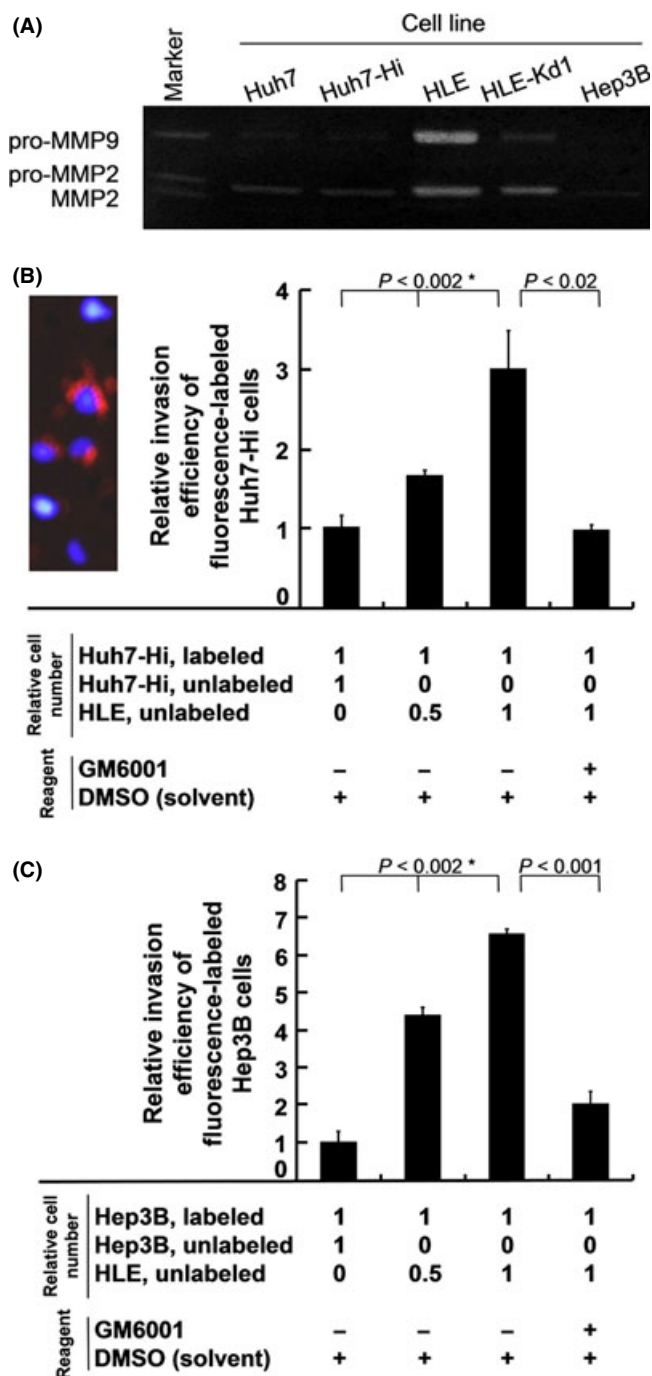 (A)
Cell line
Marker
Huh7
Huh7-Hi
HLE
HLE-Kd1
Hep3B
pro-MMP9
pro-MMP2
MMP2
(B)
P < 0.002 *
P < 0.02
Relative invasion
efficiency of
fluorescence-labeled
Huh7-Hi cells
4
3
2
1
0
Relative cell
number
Huh7-Hi, labeled 1 1 1 1
Huh7-Hi, unlabeled 1 0 0 0
HLE, unlabeled 0 0.5 1 1
Reagent
GM6001 – – – +
DMSO (solvent) + + + +
(C)
P < 0.002 *
P < 0.001
Relative invasion
efficiency of
fluorescence-labeled
Hep3B cells
8
7
6
5
4
3
2
1
0
Relative cell
number
Hep3B, labeled 1 1 1 1
Hep3B, unlabeled 1 0 0 0
HLE, unlabeled 0 0.5 1 1
Reagent
GM6001 – – – +
DMSO (solvent) + + + +